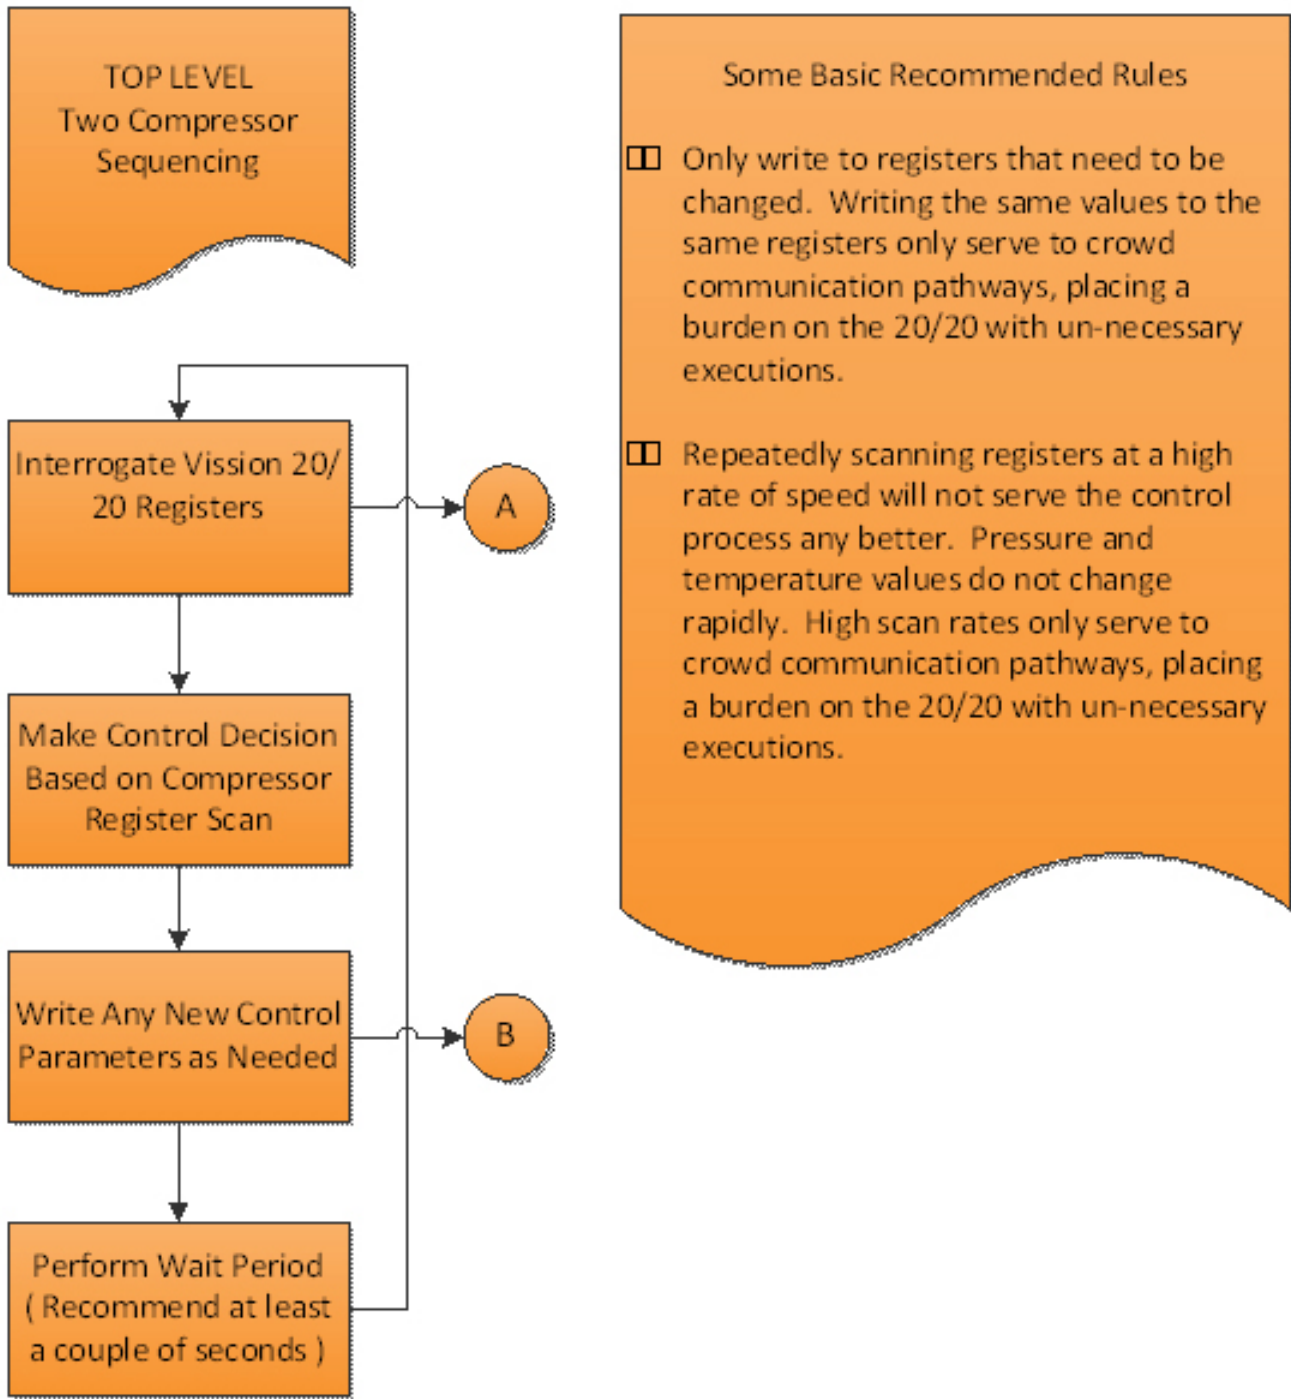 TOP LEVEL
Two Compressor
Sequencing
Interrogate Vission 20/
20 Registers
A
Make Control Decision
Based on Compressor
Register Scan
Write Any New Control
Parameters as Needed
B
Perform Wait Period
( Recommend at least
a couple of seconds )
Some Basic Recommended Rules
Only write to registers that need to be
changed.  Writing the same values to the
same registers only serve to crowd
communication pathways, placing a
burden on the 20/20 with un-necessary
executions.
Repeatedly scanning registers at a high
rate of speed will not serve the control
process any better.  Pressure and
temperature values do not change
rapidly.  High scan rates only serve to
crowd communication pathways, placing
a burden on the 20/20 with un-necessary
executions.